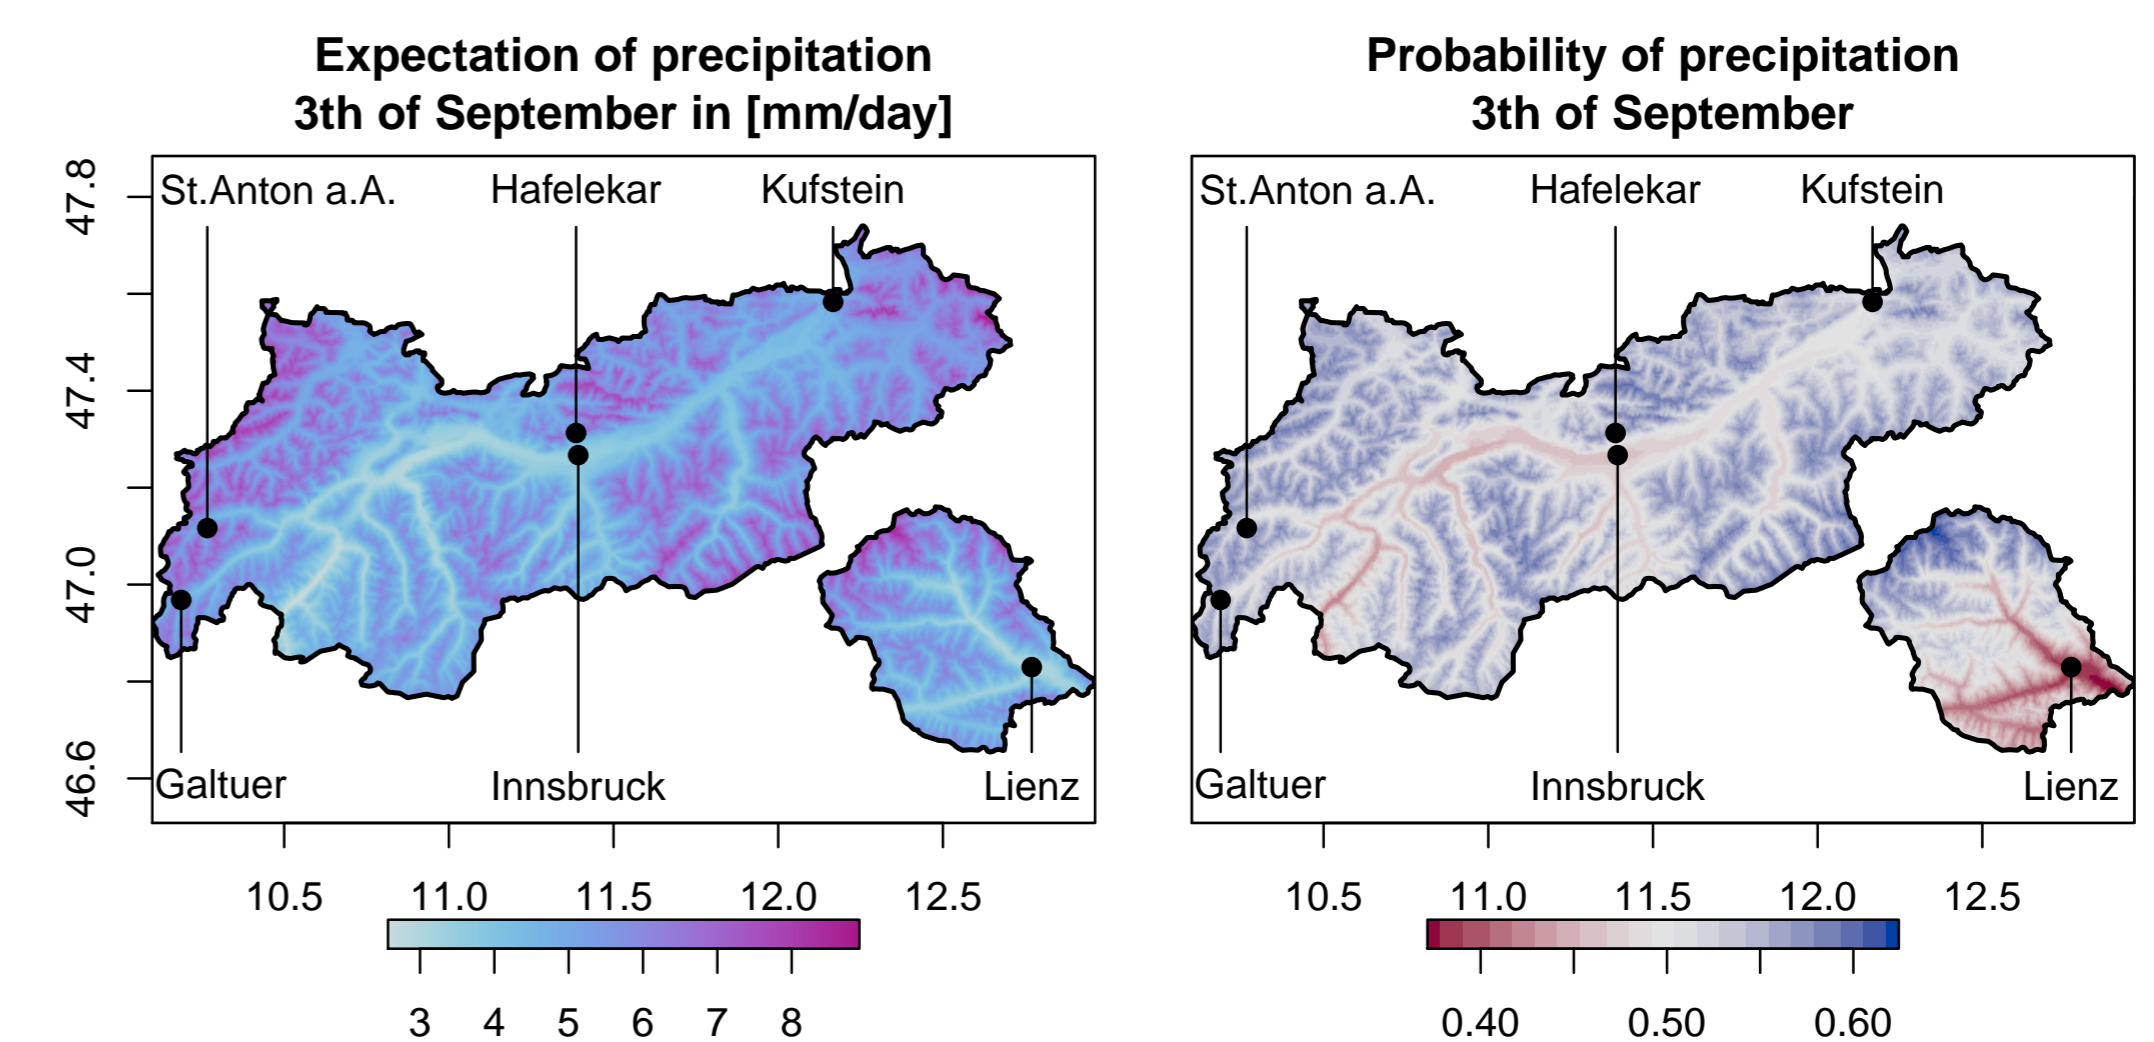 Expectation of precipitation
3th of September in [mm/day]
St.Anton a.A.
Hafelekar
Kufstein
47.8
47.4
47.0
46.6
Galtuer
Innsbruck
Lienz
10.5 11.0 11.5 12.0 12.5
3 4 5 6 7 8
Probability of precipitation
3th of September
St.Anton a.A.
Hafelekar
Kufstein
Galtuer
Innsbruck
Lienz
10.5 11.0 11.5 12.0 12.5
0.40 0.50 0.60